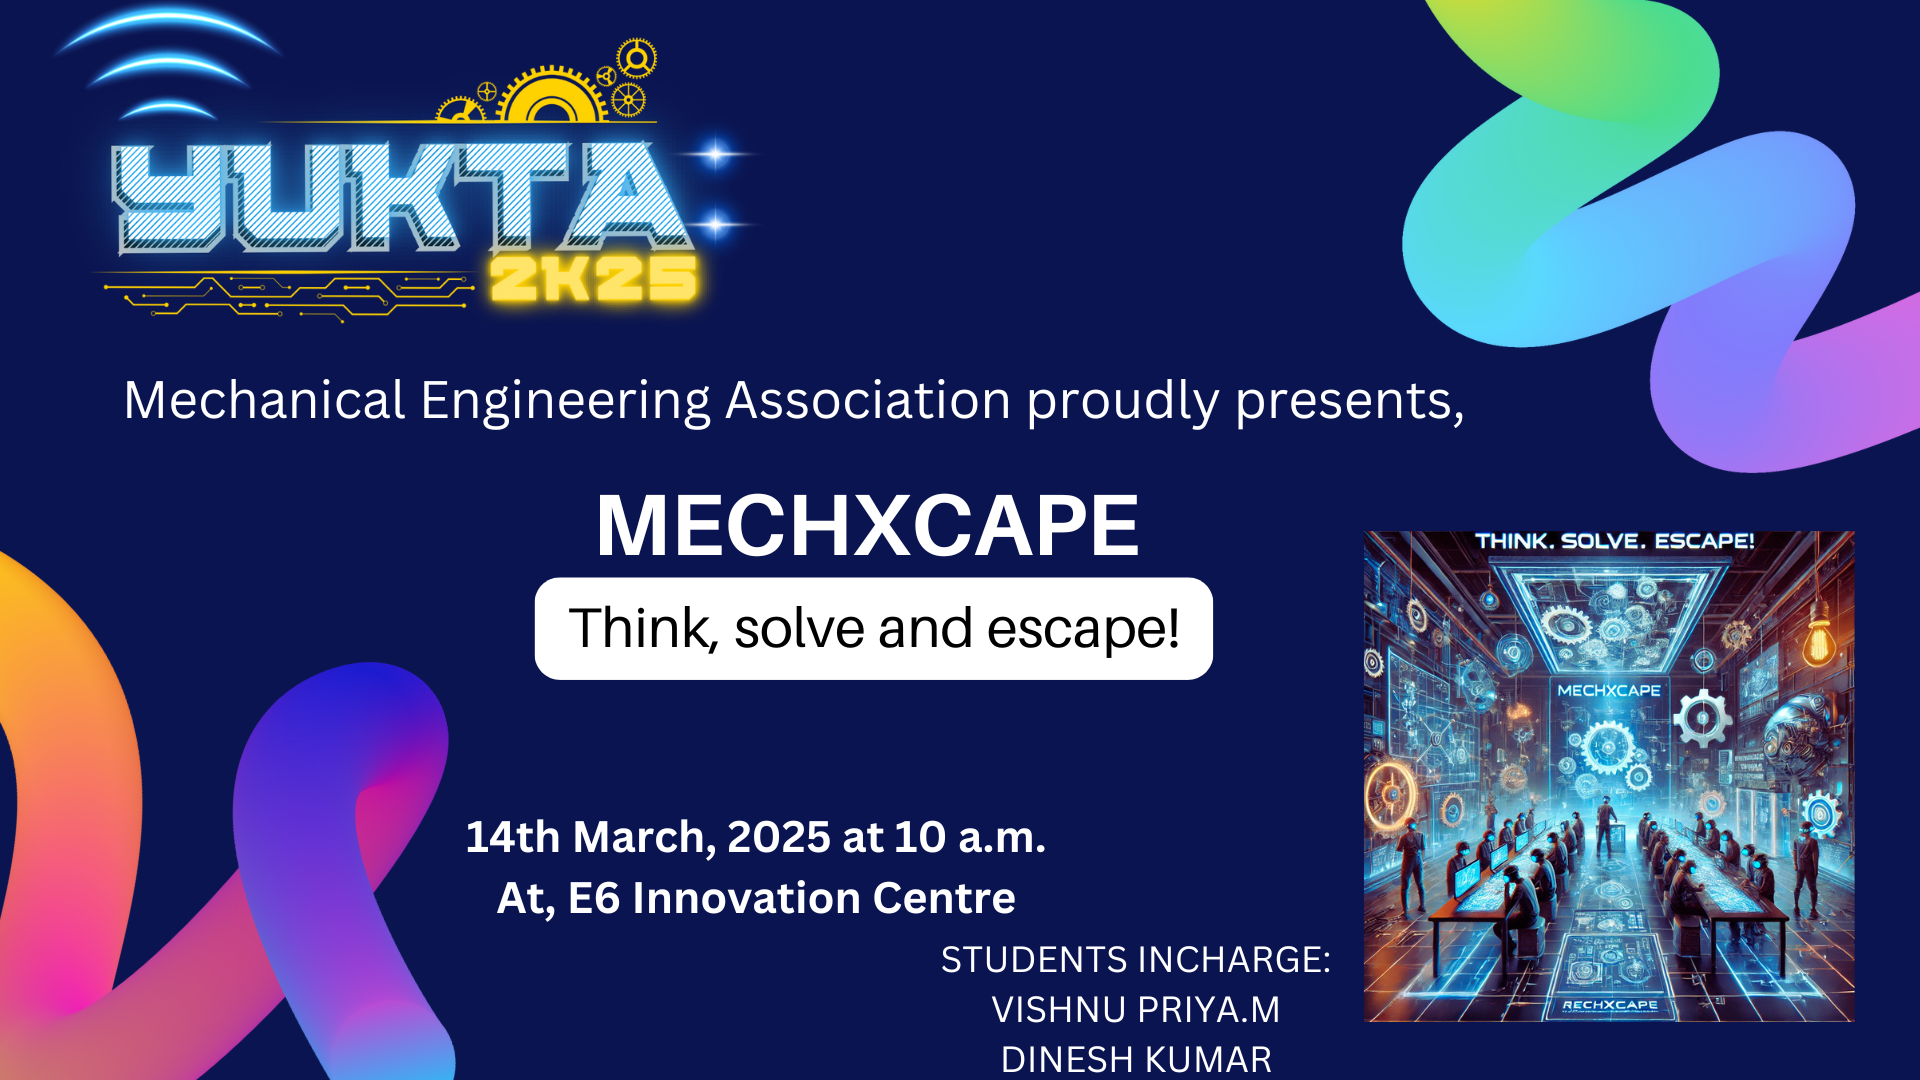 YUKTA
2K25
Mechanical Engineering Association proudly presents,
MECHXCAPE
Think, solve and escape!
THINK. SOLVE. ESCAPE!
MECHXCAPE
RECHXCAPE
14th March, 2025 at 10 a.m.
At, E6 Innovation Centre
STUDENTS INCHARGE:
VISHNU PRIYA.M
DINESH KUMAR